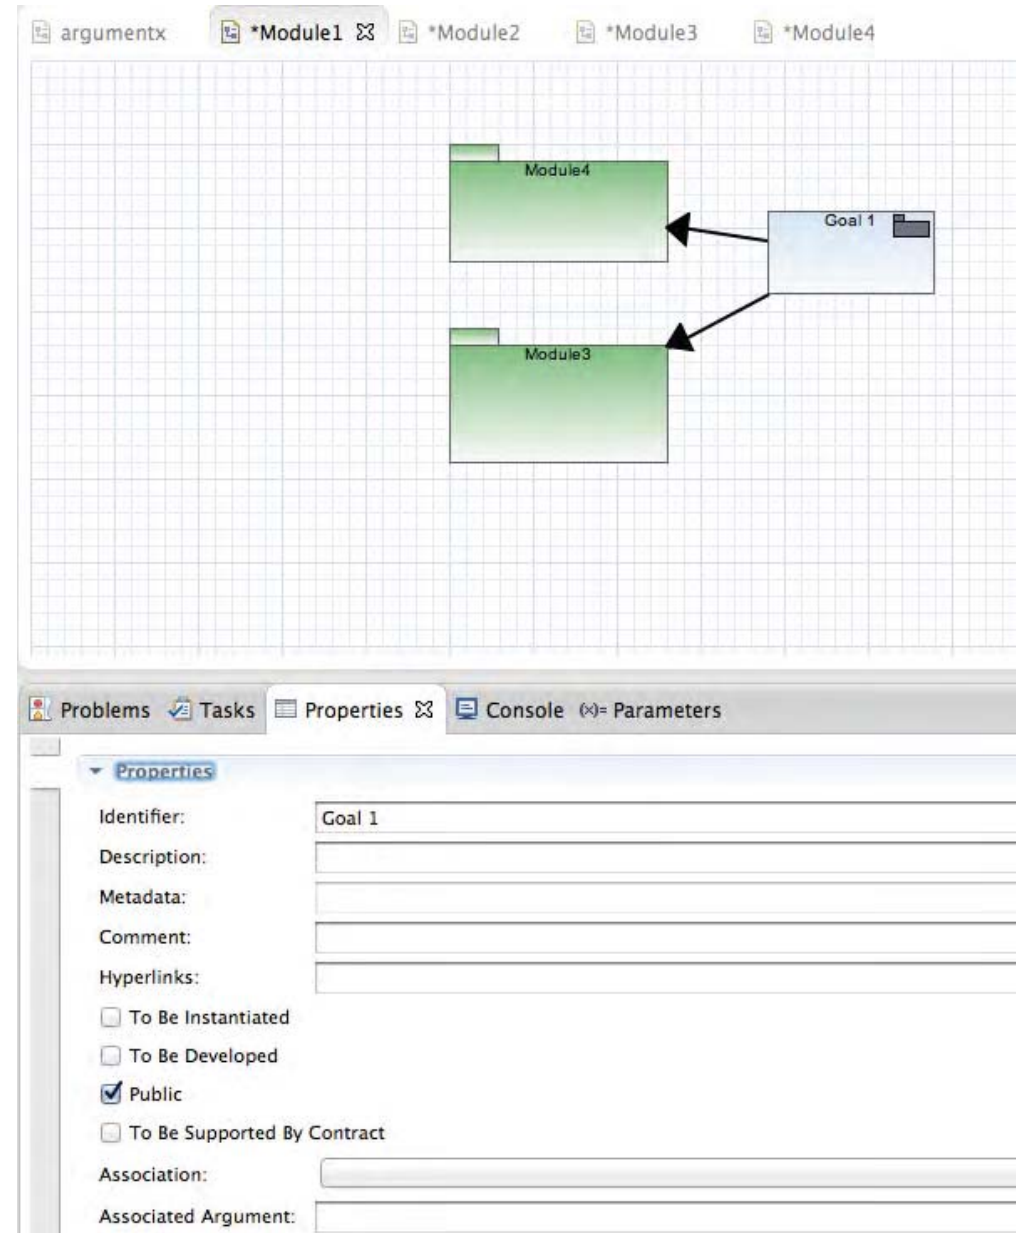 argumentx *Module1 *Module2 *Module3 *Module4
Module4
Goal 1
Module3
Problems Tasks Properties Console (x)= Parameters
Properties
Identifier: Goal 1
Description:
Metadata:
Comment:
Hyperlinks:
To Be Instantiated
To Be Developed
Public
To Be Supported By Contract
Association:
Associated Argument: